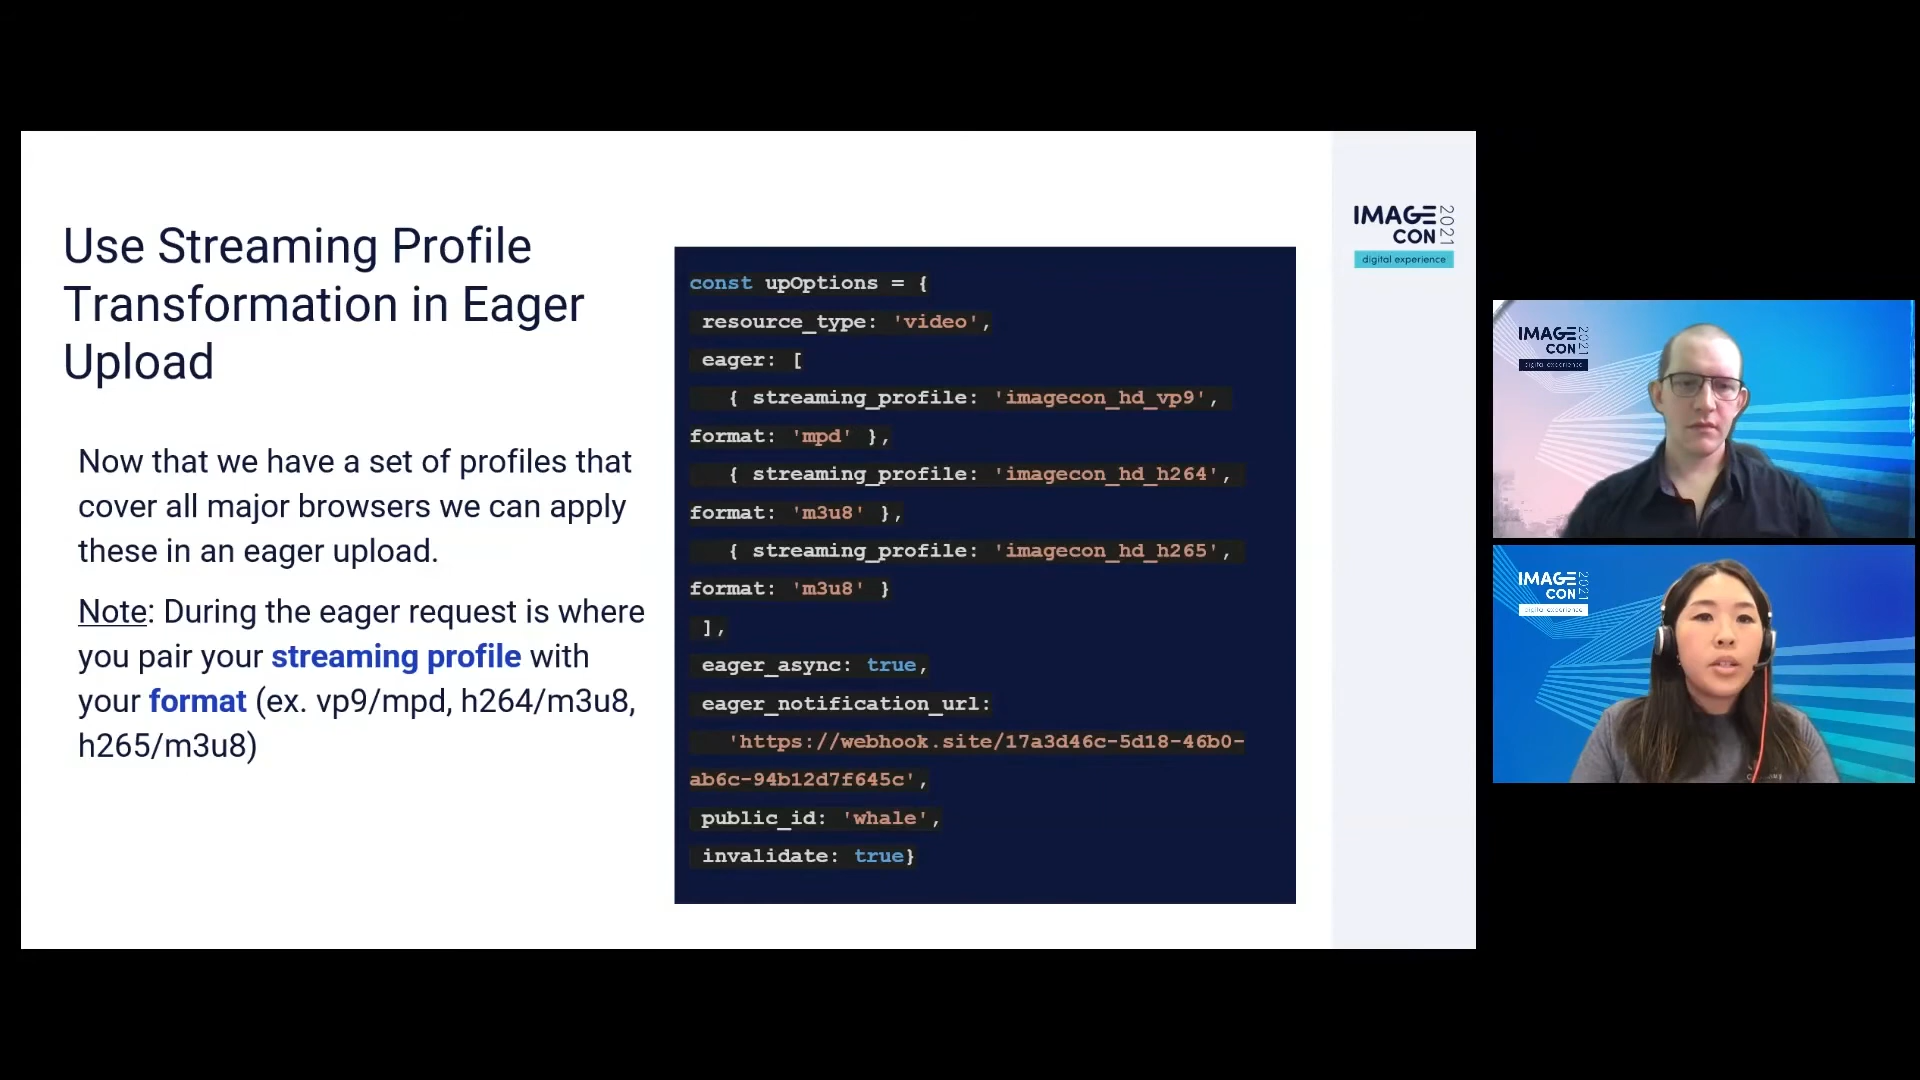 Use Streaming Profile
Transformation in Eager
Upload
Now that we have a set of profiles that
cover all major browsers we can apply
these in an eager upload.
Note: During the eager request is where
you pair your streaming profile with
your format (ex. vp9/mpd, h264/m3u8,
h265/m3u8)
const upOptions = {
resource_type: 'video',
eager: [
{ streaming_profile: 'imagecon_hd_vp9',
format: 'mpd' },
{ streaming_profile: 'imagecon_hd_h264',
format: 'm3u8' },
{ streaming_profile: 'imagecon_hd_h265',
format: 'm3u8' }
],
eager_async: true,
eager_notification_url:
'https://webhook.site/17a3d46c-5d18-46b0-
ab6c-94b12d7f645c',
public_id: 'whale',
invalidate: true}
IMAGE
CON
2021
digital experience
IMAGE
CON
2021
digital experience
IMAGE
CON
2021
digital experience